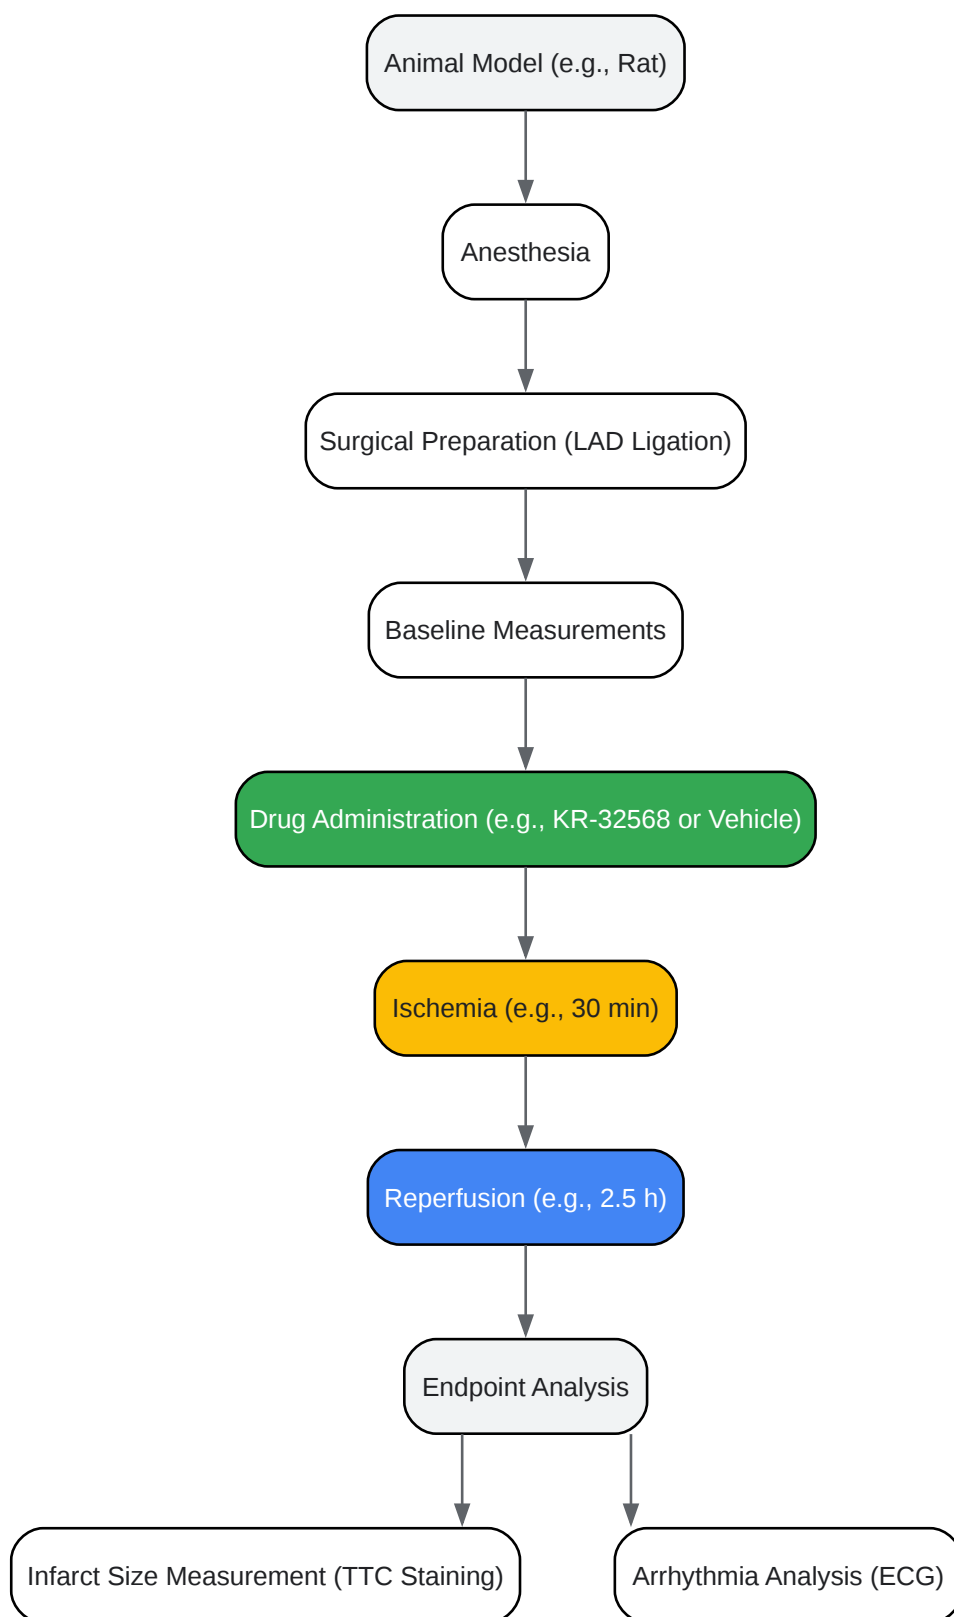 Animal Model (e.g., Rat)
Anesthesia
Surgical Preparation (LAD Ligation)
Baseline Measurements
Drug Administration (e.g., KR-32568 or Vehicle)
Ischemia (e.g., 30 min)
Reperfusion (e.g., 2.5 h)
Endpoint Analysis
Infarct Size Measurement (TTC Staining)
Arrhythmia Analysis (ECG)